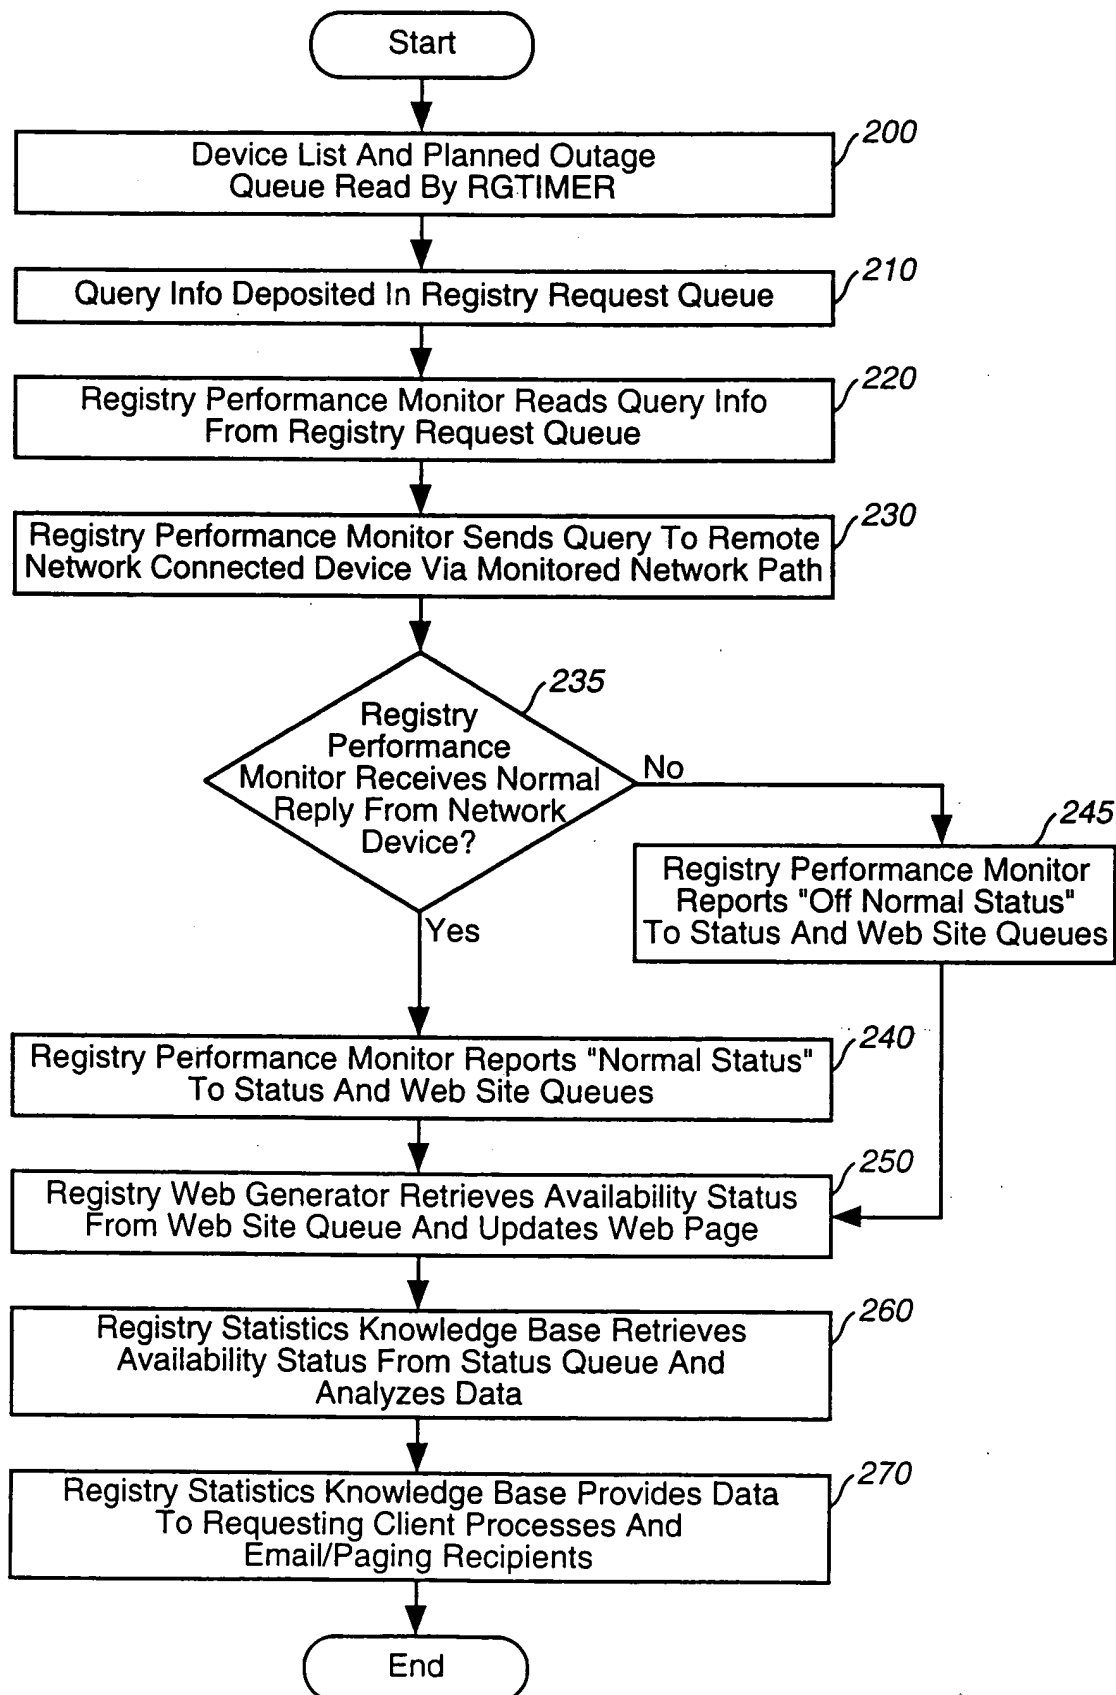 Start
200
Device List And Planned Outage
Queue Read By RGTIMER
210
Query Info Deposited In Registry Request Queue
220
Registry Performance Monitor Reads Query Info
From Registry Request Queue
230
Registry Performance Monitor Sends Query To Remote
Network Connected Device Via Monitored Network Path
235
Registry
Performance
Monitor Receives Normal
Reply From Network
Device?
No
245
Registry Performance Monitor
Reports "Off Normal Status"
To Status And Web Site Queues
Yes
240
Registry Performance Monitor Reports "Normal Status"
To Status And Web Site Queues
250
Registry Web Generator Retrieves Availability Status
From Web Site Queue And Updates Web Page
260
Registry Statistics Knowledge Base Retrieves
Availability Status From Status Queue And
Analyzes Data
270
Registry Statistics Knowledge Base Provides Data
To Requesting Client Processes And
Email/Paging Recipients
End